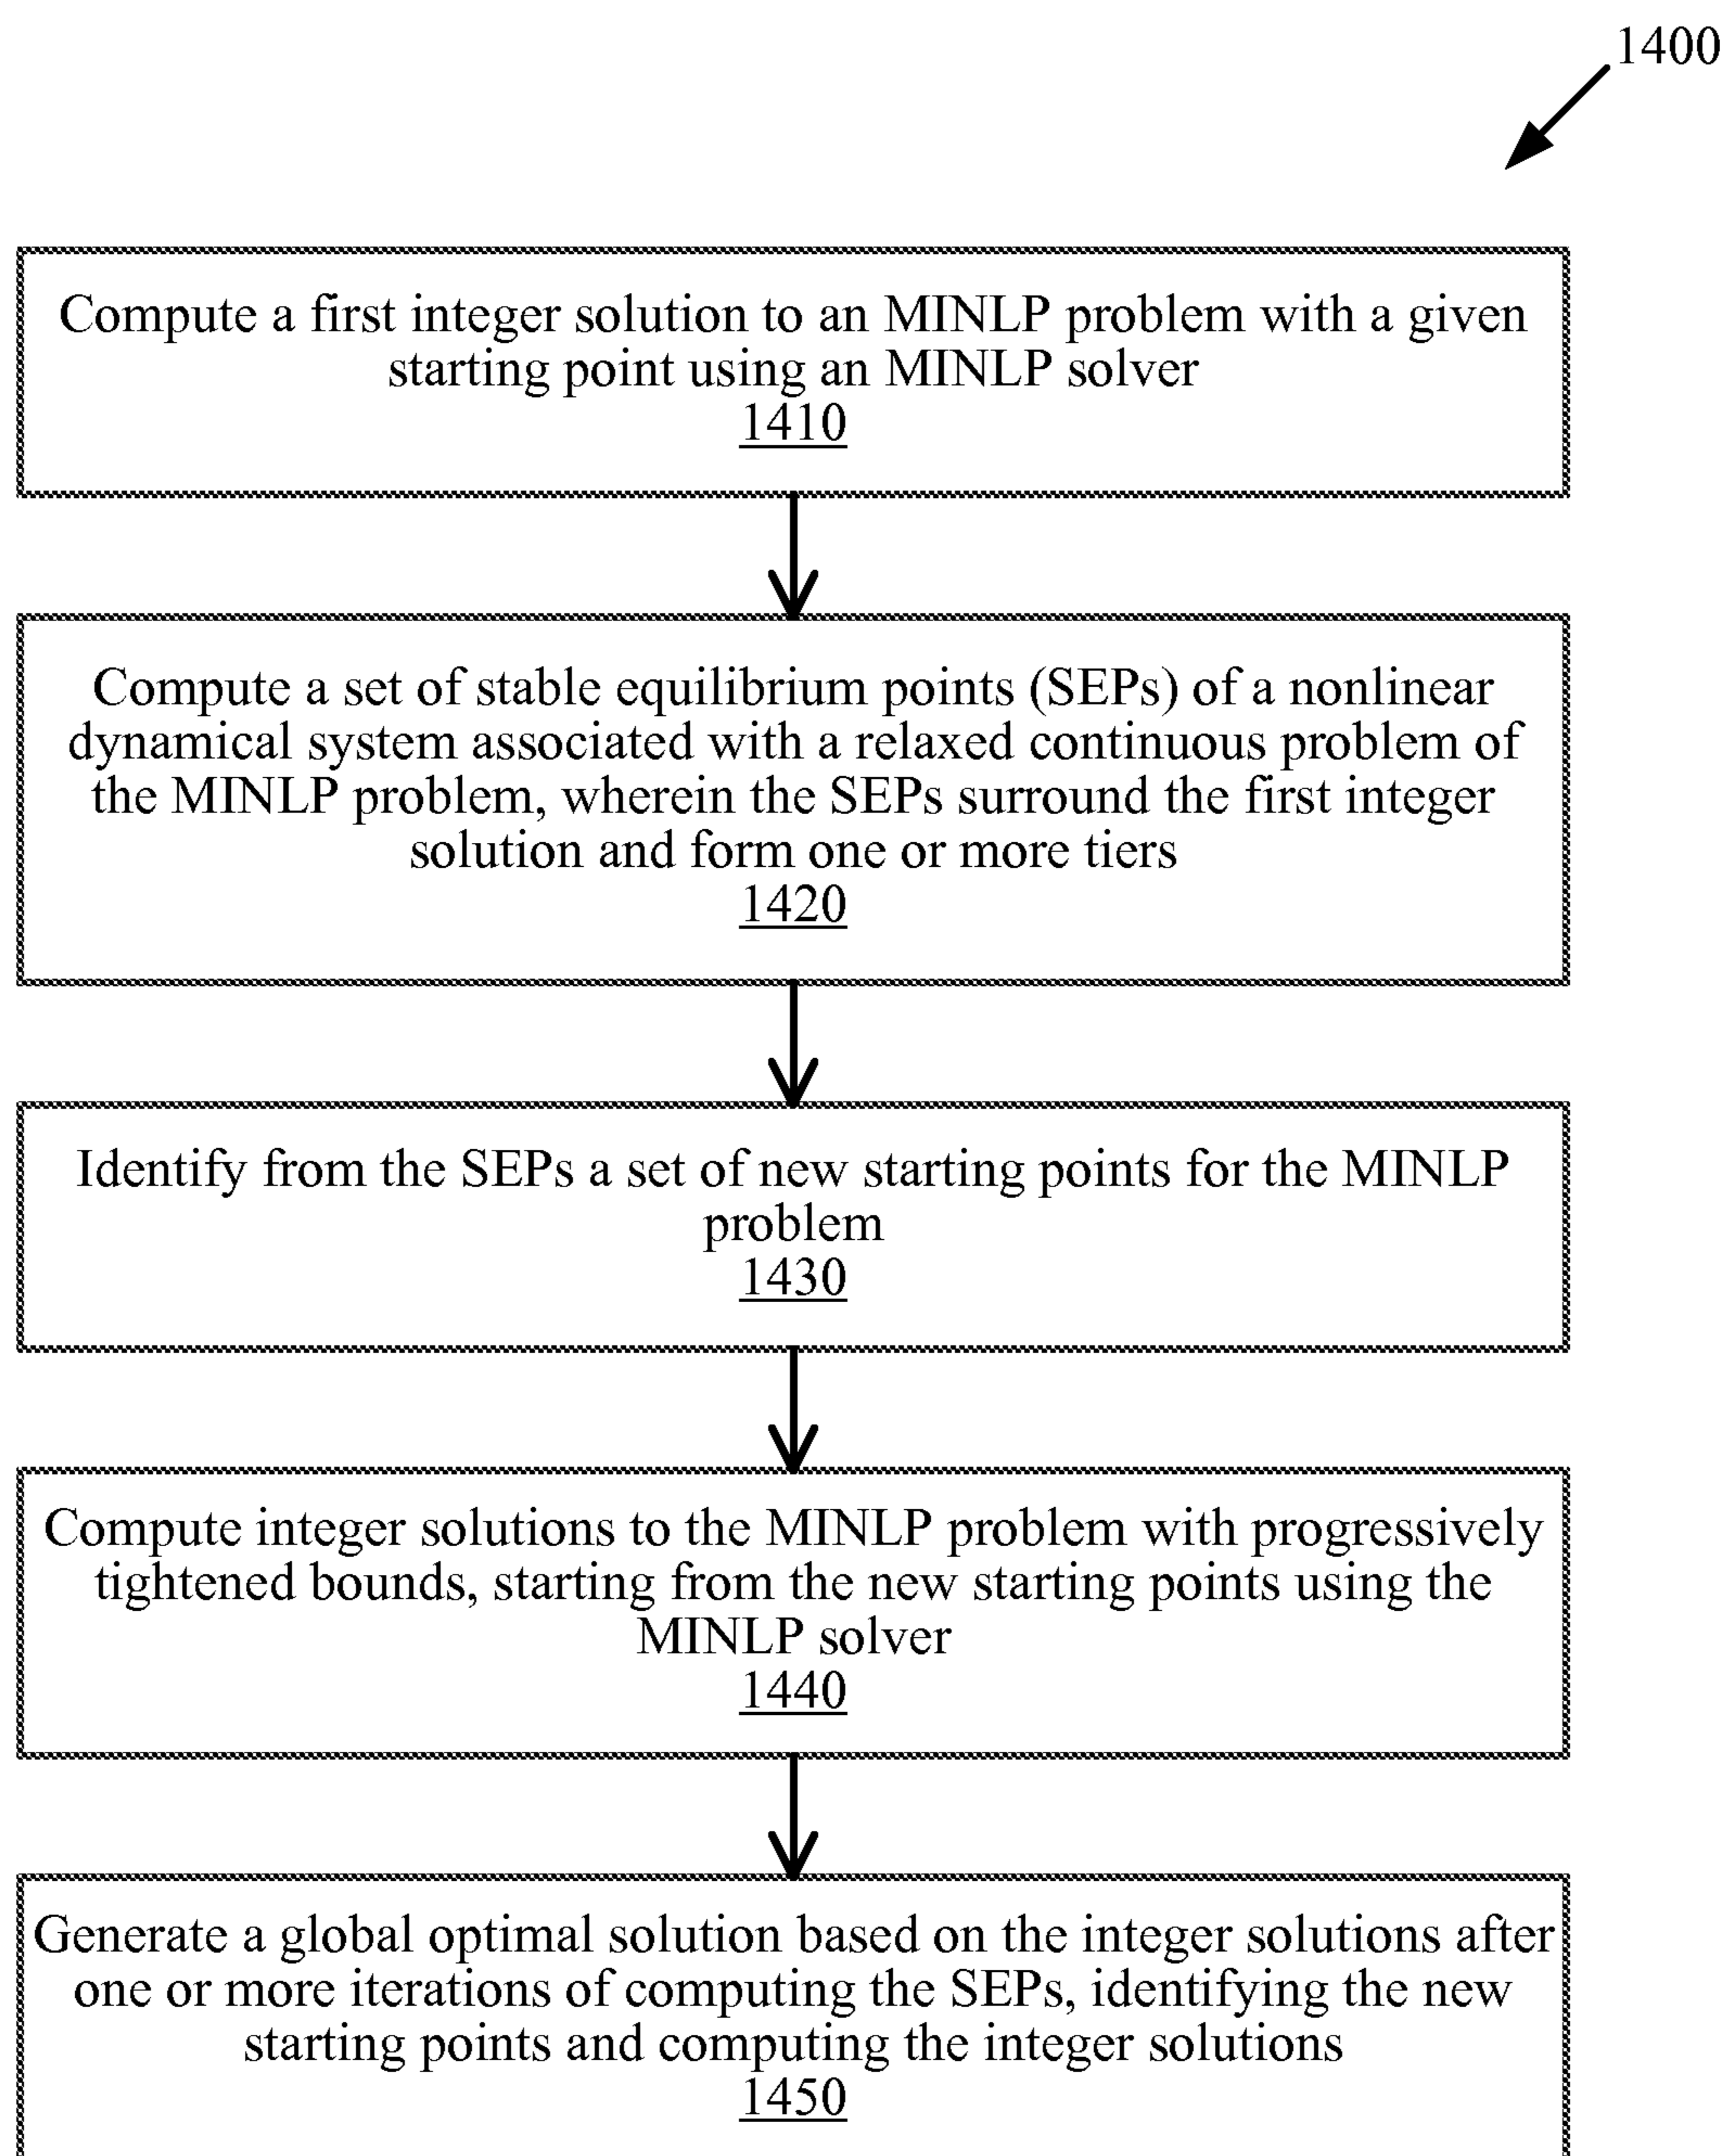 1400
Compute a first integer solution to an MINLP problem with a given
starting point using an MINLP solver
1410
Compute a set of stable equilibrium points (SEPs) of a nonlinear
dynamical system associated with a relaxed continuous problem of
the MINLP problem, wherein the SEPs surround the first integer
solution and form one or more tiers
1420
Identify from the SEPs a set of new starting points for the MINLP
problem
1430
Compute integer solutions to the MINLP problem with progressively
tightened bounds, starting from the new starting points using the
MINLP solver
1440
Generate a global optimal solution based on the integer solutions after
one or more iterations of computing the SEPs, identifying the new
starting points and computing the integer solutions
1450